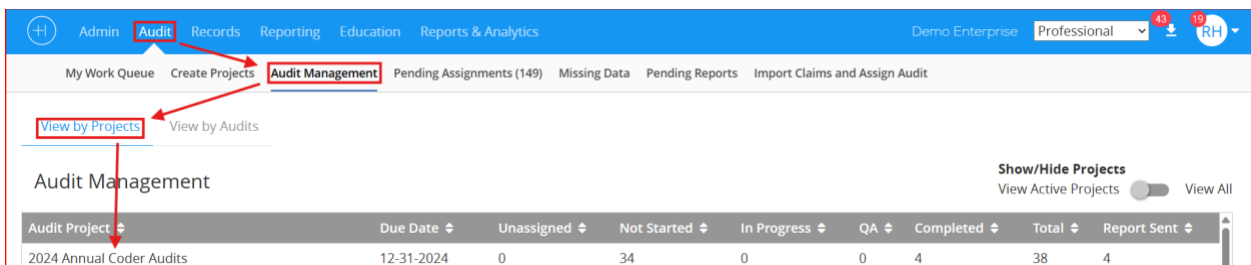 43 19
Admin Audit Records Reporting Education Reports & Analytics Demo Enterprise Professional RH
My Work Queue Create Projects Audit Management Pending Assignments (149) Missing Data Pending Reports Import Claims and Assign Audit
View by Projects View by Audits
Show/Hide Projects
Audit Management View Active Projects View All
Audit Project Due Date Unassigned Not Started In Progress QA Completed Total Report Sent
2024 Annual Coder Audits 12-31-2024 0 34 0 0 4 38 4